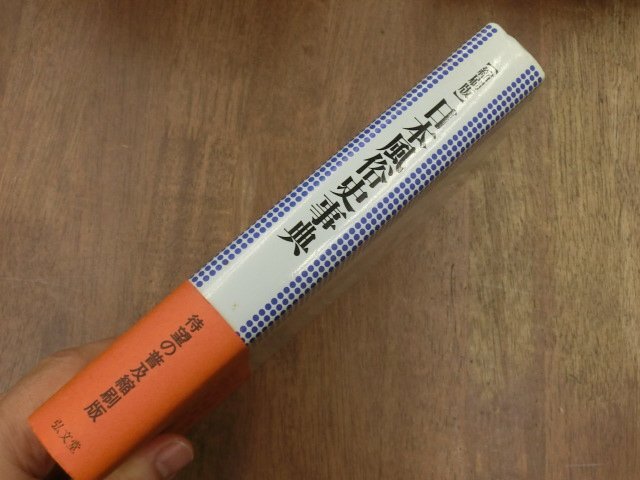 [縮刷版]
日本風俗史事典
待望の普及縮刷版
弘文堂